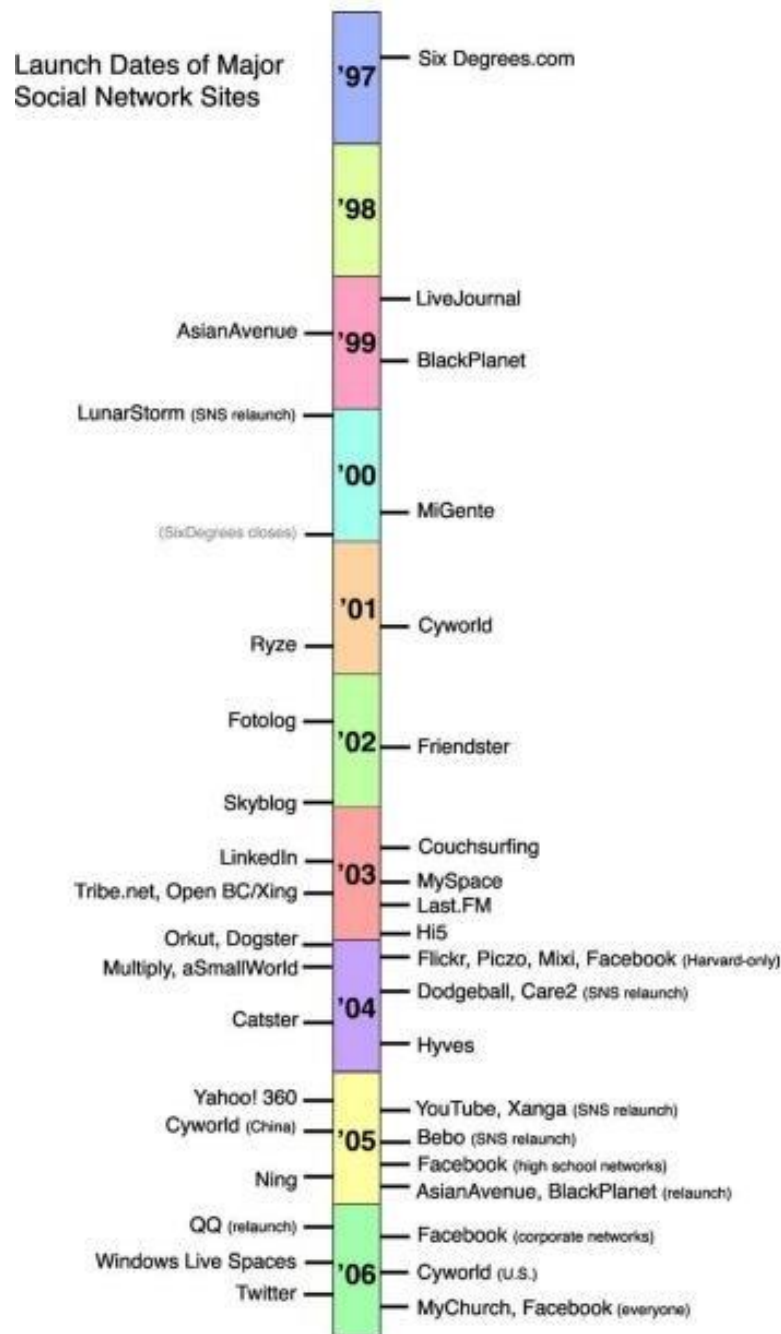 Launch Dates of Major
Social Network Sites
'97
Six Degrees.com
'98
'99
LiveJournal
AsianAvenue
BlackPlanet
LunarStorm (SNS relaunch)
'00
MiGente
(SixDegrees closes)
'01
Cyworld
Ryze
Fotolog
'02
Friendster
Skyblog
Couchsurfing
LinkedIn
'03
MySpace
Tribe.net, Open BC/Xing
Last.FM
Hi5
Orkut, Dogster
Flickr, Piczo, Mixi, Facebook (Harvard-only)
Multiply, aSmallWorld
Dodgeball, Care2 (SNS relaunch)
'04
Catster
Hyves
Yahoo! 360
YouTube, Xanga (SNS relaunch)
Cyworld (China)
'05
Bebo (SNS relaunch)
Facebook (high school networks)
Ning
AsianAvenue, BlackPlanet (relaunch)
QQ (relaunch)
Facebook (corporate networks)
Windows Live Spaces
'06
Cyworld (U.S.)
Twitter
MyChurch, Facebook (everyone)